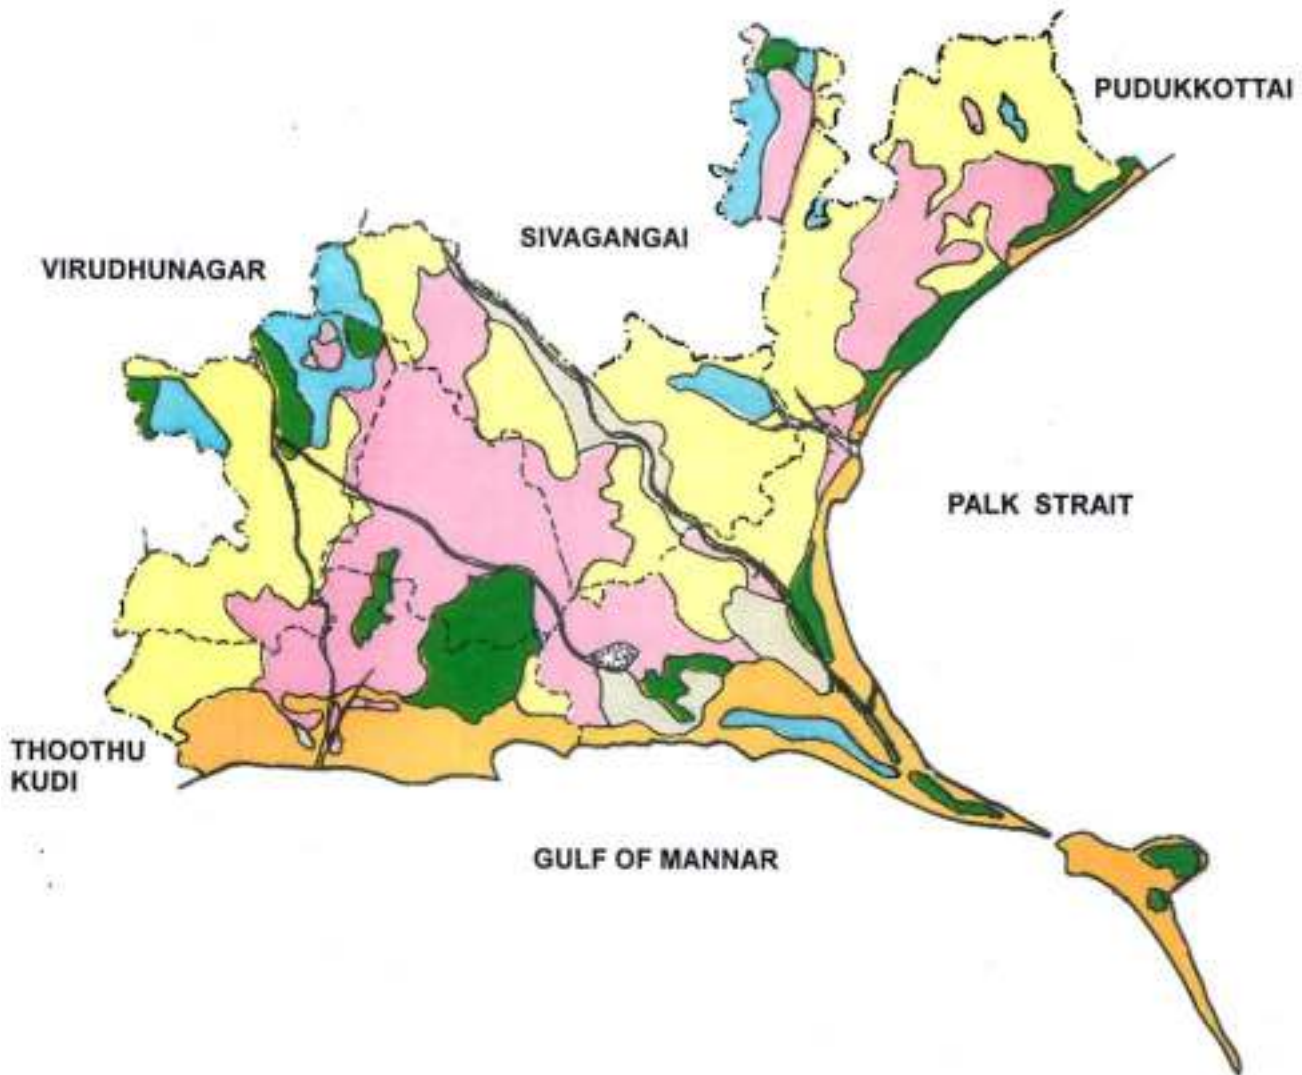 PUDUKKOTTAI
SIVAGANGAI
VIRUDHUNAGAR
PALK STRAIT
THOOTHU
KUDI
GULF OF MANNAR